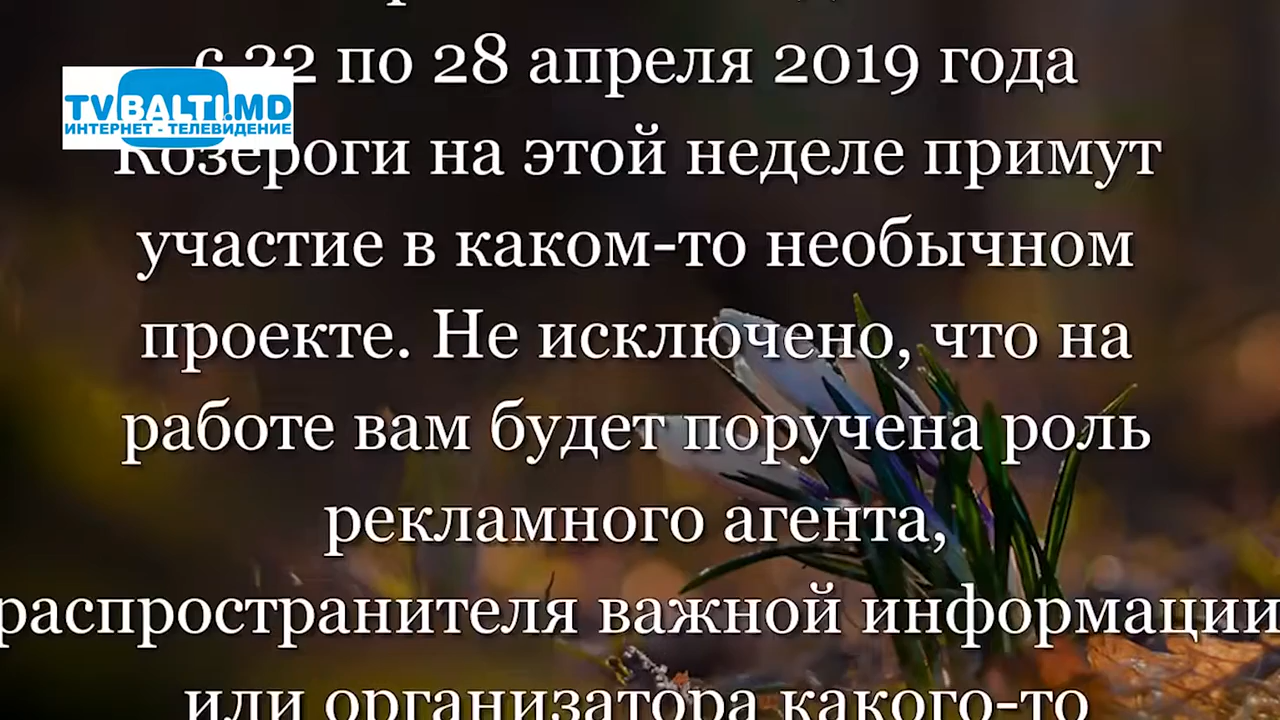 с 22 по 28 апреля 2019 года
TVBALTI.MD
ИНТЕРНЕТ - ТЕЛЕВИДЕНИЕ
Козероги на этой неделе примут
участие в каком-то необычном
проекте. Не исключено, что на
работе вам будет поручена роль
рекламного агента,
распространителя важной информации
или организатора какого-то